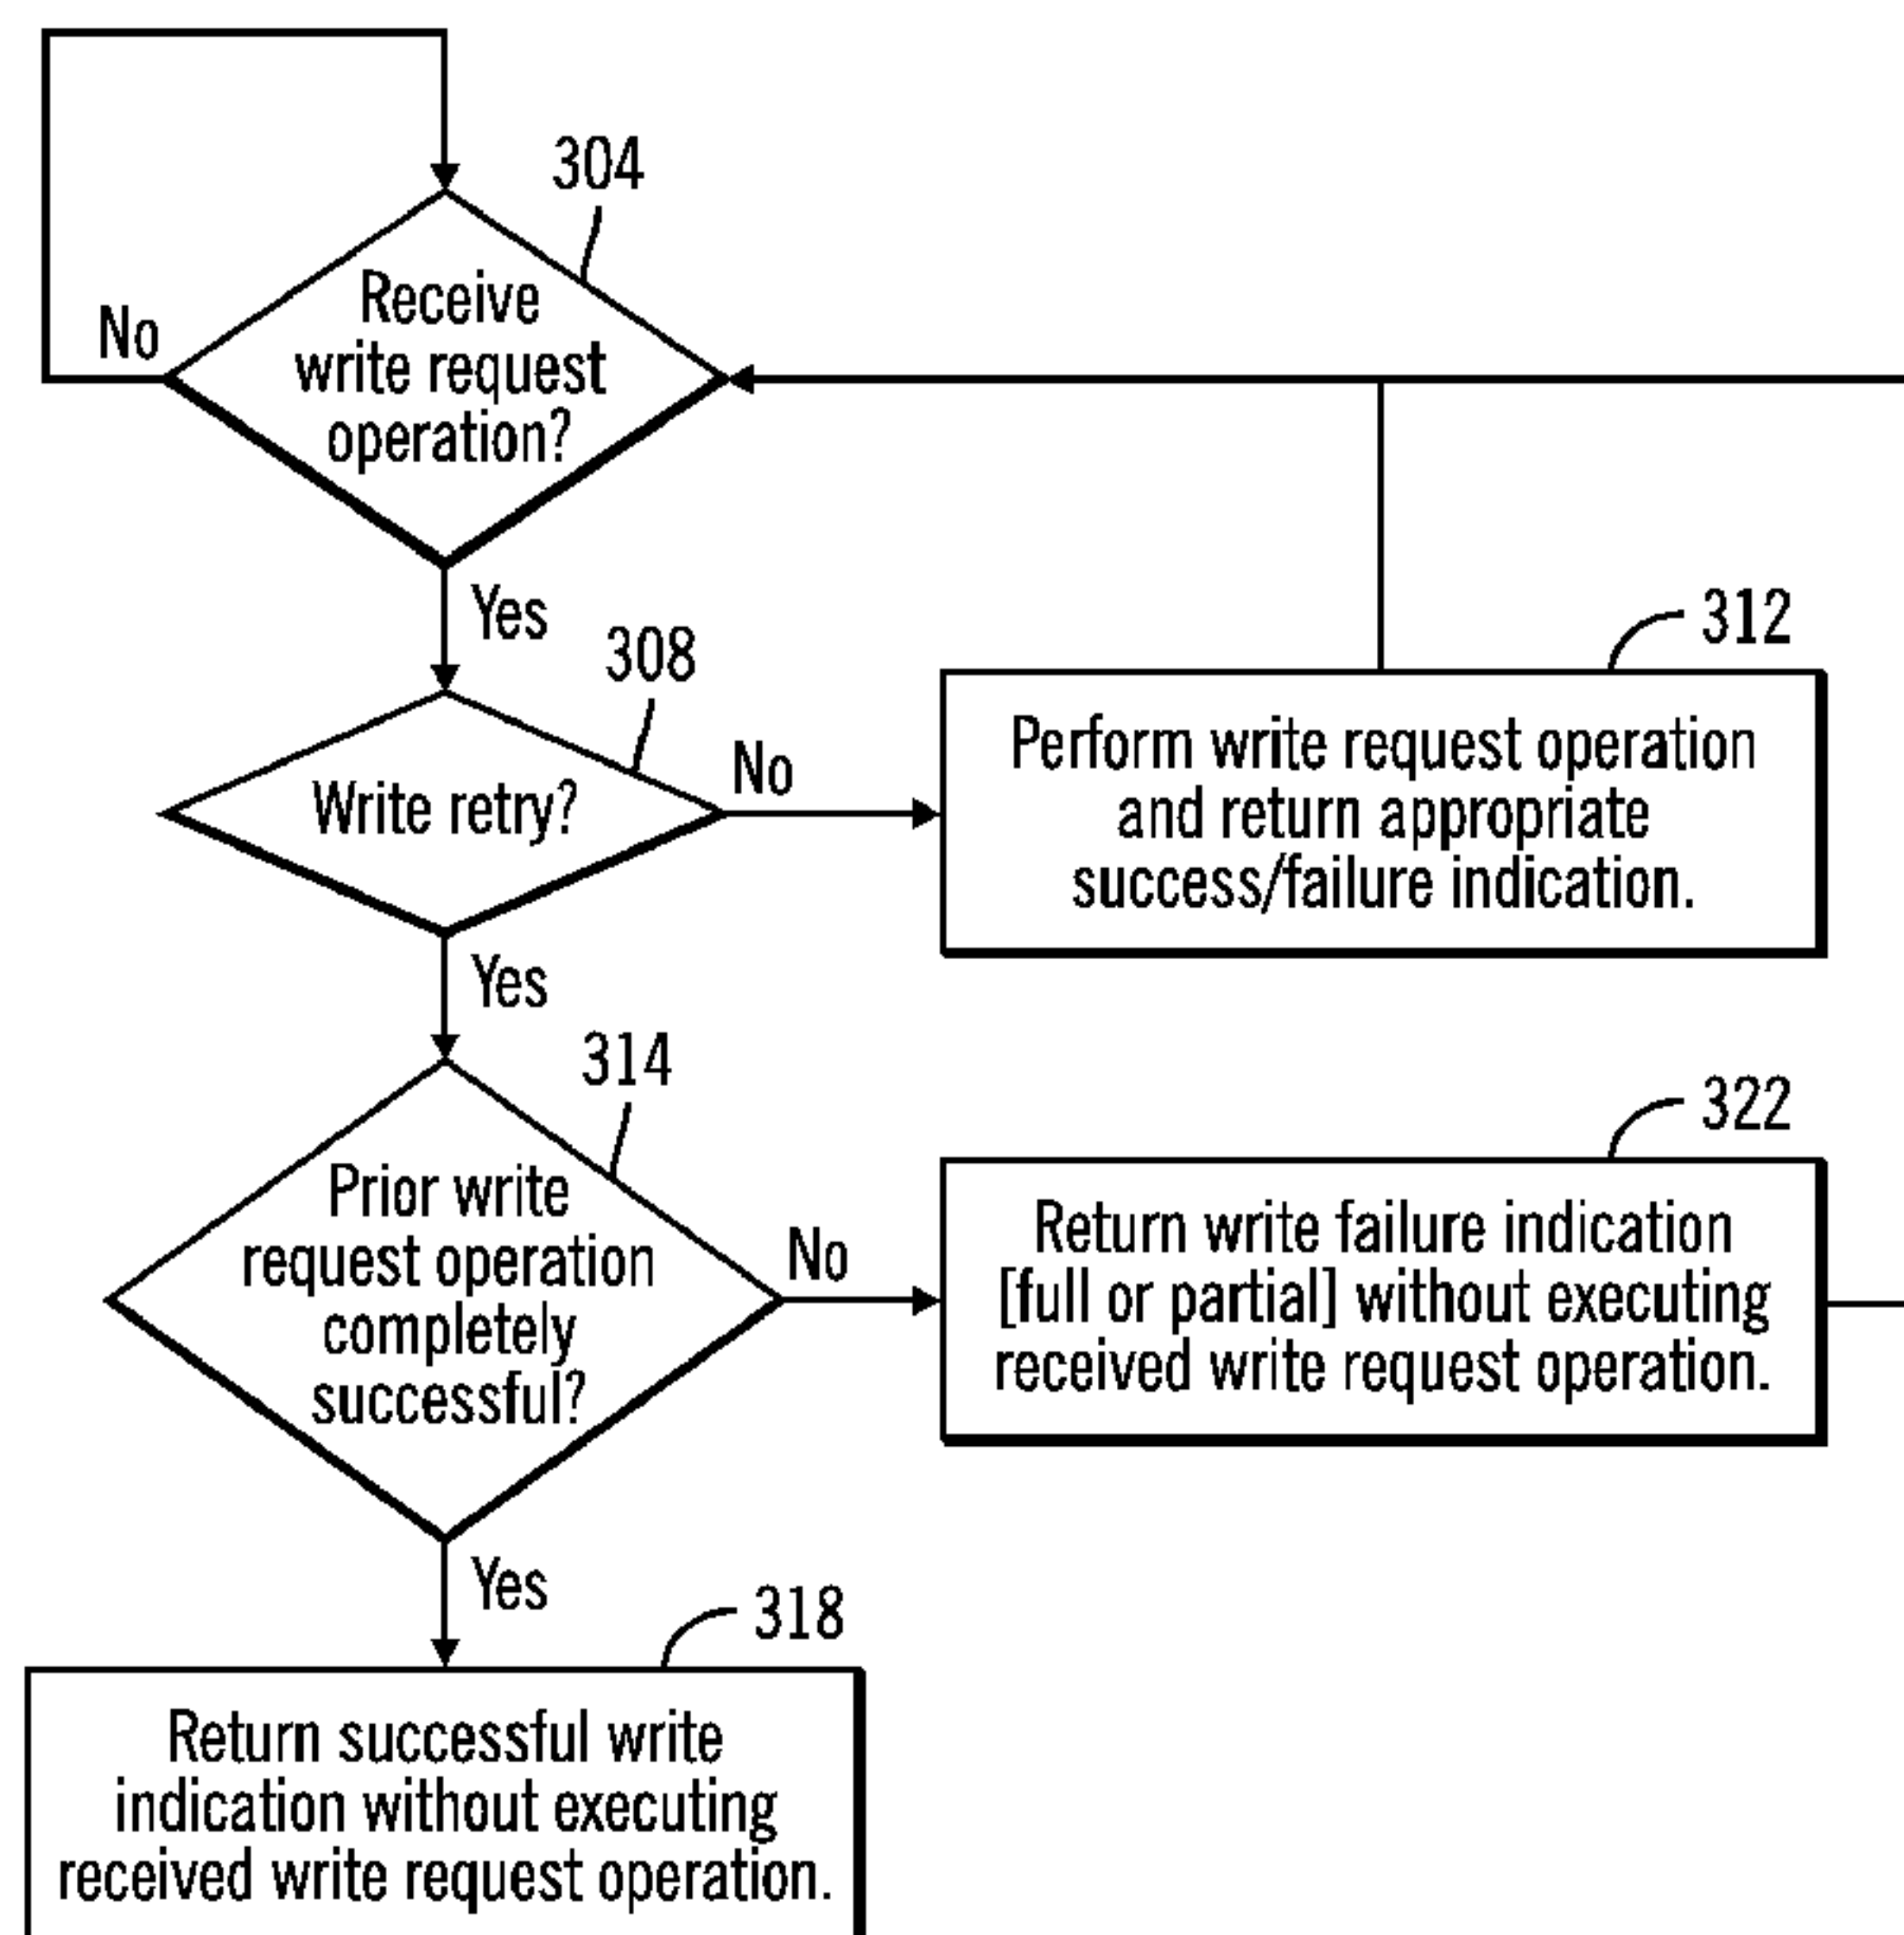 304
Receive
write request
operation?
No
Yes
308
Write retry?
No
312
Perform write request operation
and return appropriate
success/failure indication.
Yes
314
Prior write
request operation
completely
successful?
No
322
Return write failure indication
[full or partial] without executing
received write request operation.
Yes
318
Return successful write
indication without executing
received write request operation.